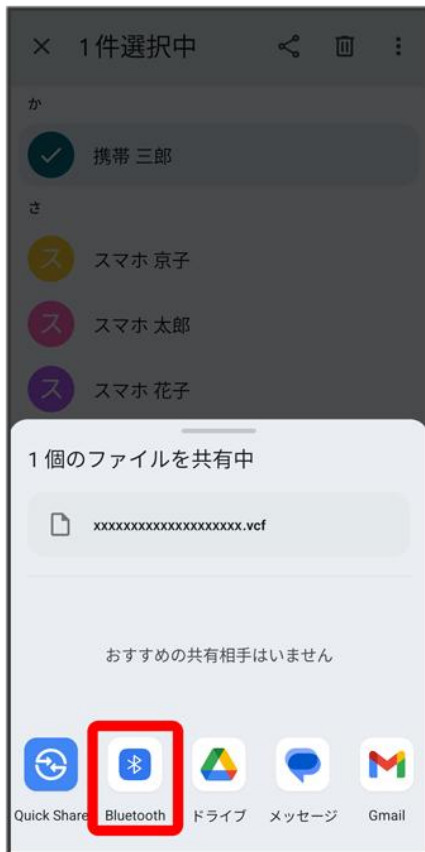 1件選択中
か
携帯 三郎
さ
ス スマホ 京子
ス スマホ 太郎
ス スマホ 花子
1 個のファイルを共有中
xxxxxxxxxxxxxxxxxxxx.vcf
おすすめの共有相手はいません
Quick Share Bluetooth ドライブ メッセージ Gmail